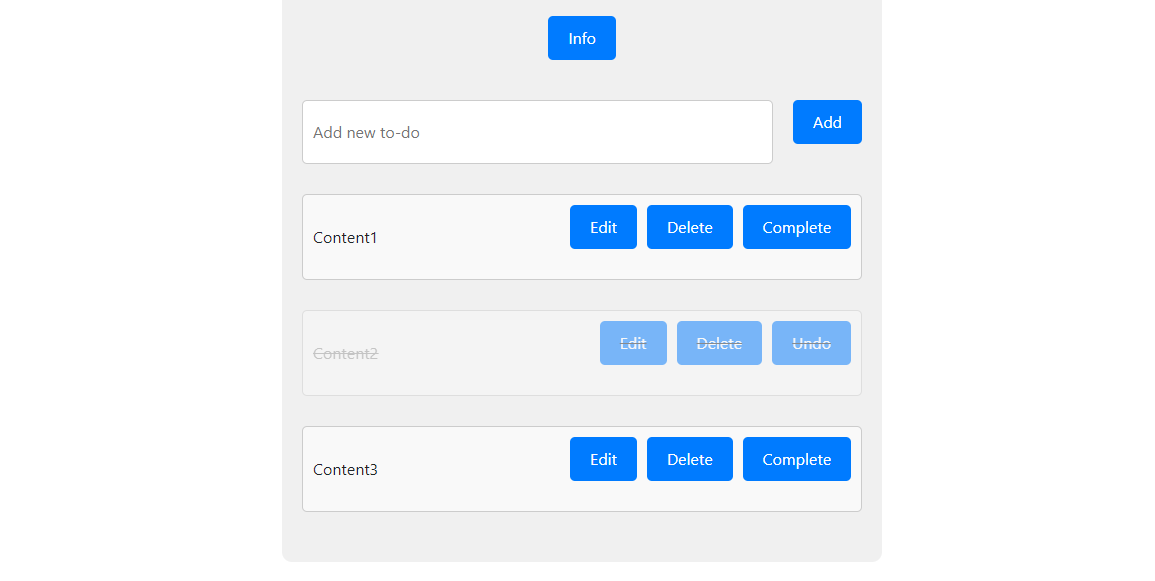 Info
Add new to-do Add
Content1 Edit Delete Complete
Content2 Edit Delete Undo
Content3 Edit Delete Complete